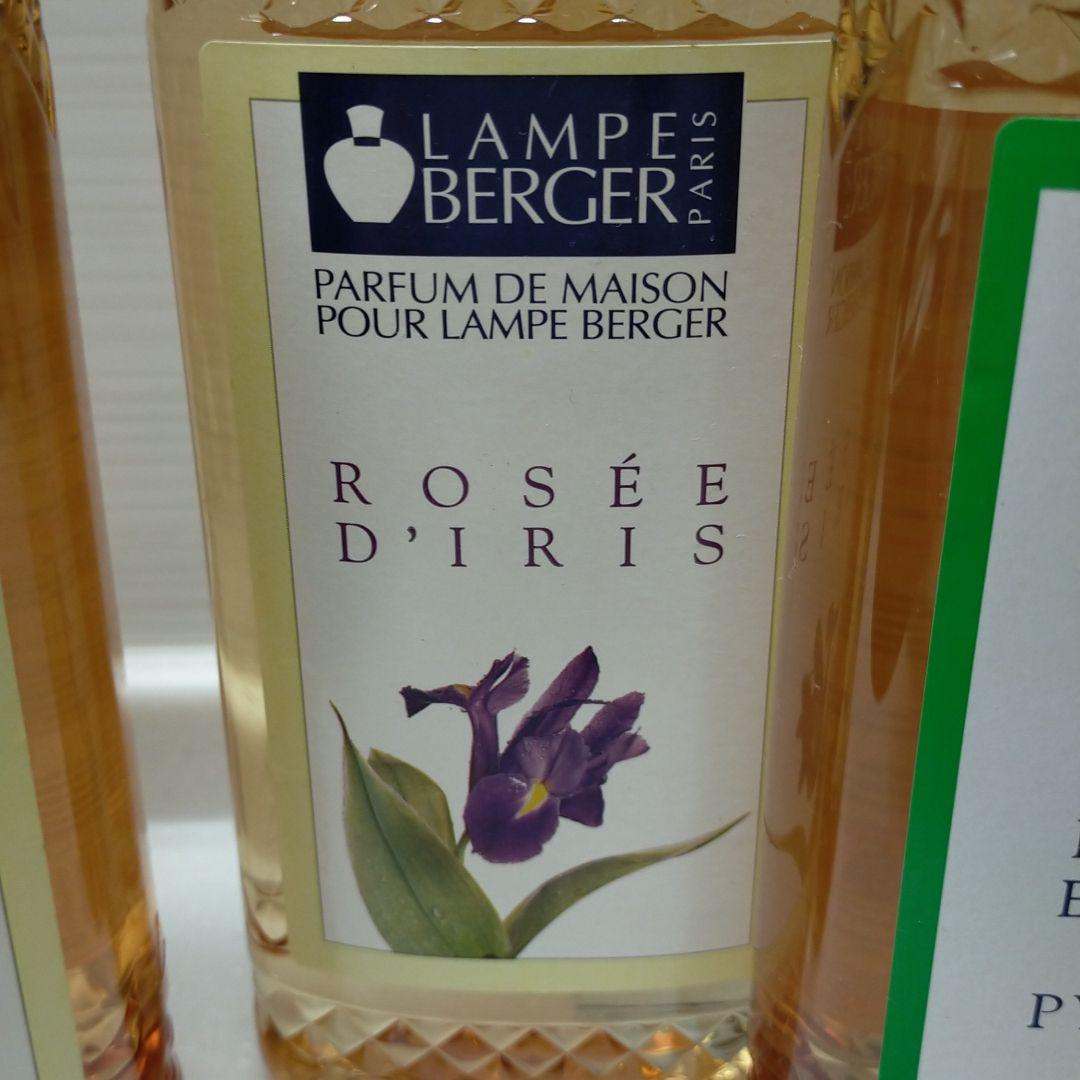 LAMPE
BERGER
PARIS
PARFUM DE MAISON
POUR LAMPE BERGER
ROSÉE
D'IRIS